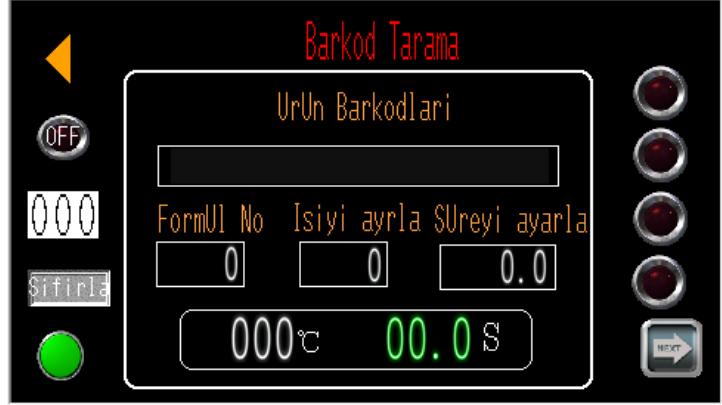 Barkod Tarama
UrUn Barkodlari
OFF
000
FormUl No Isiyi ayrla SUreyi ayarla
0 0 0.0
Sifirla
000℃ 00.0 S
NEXT